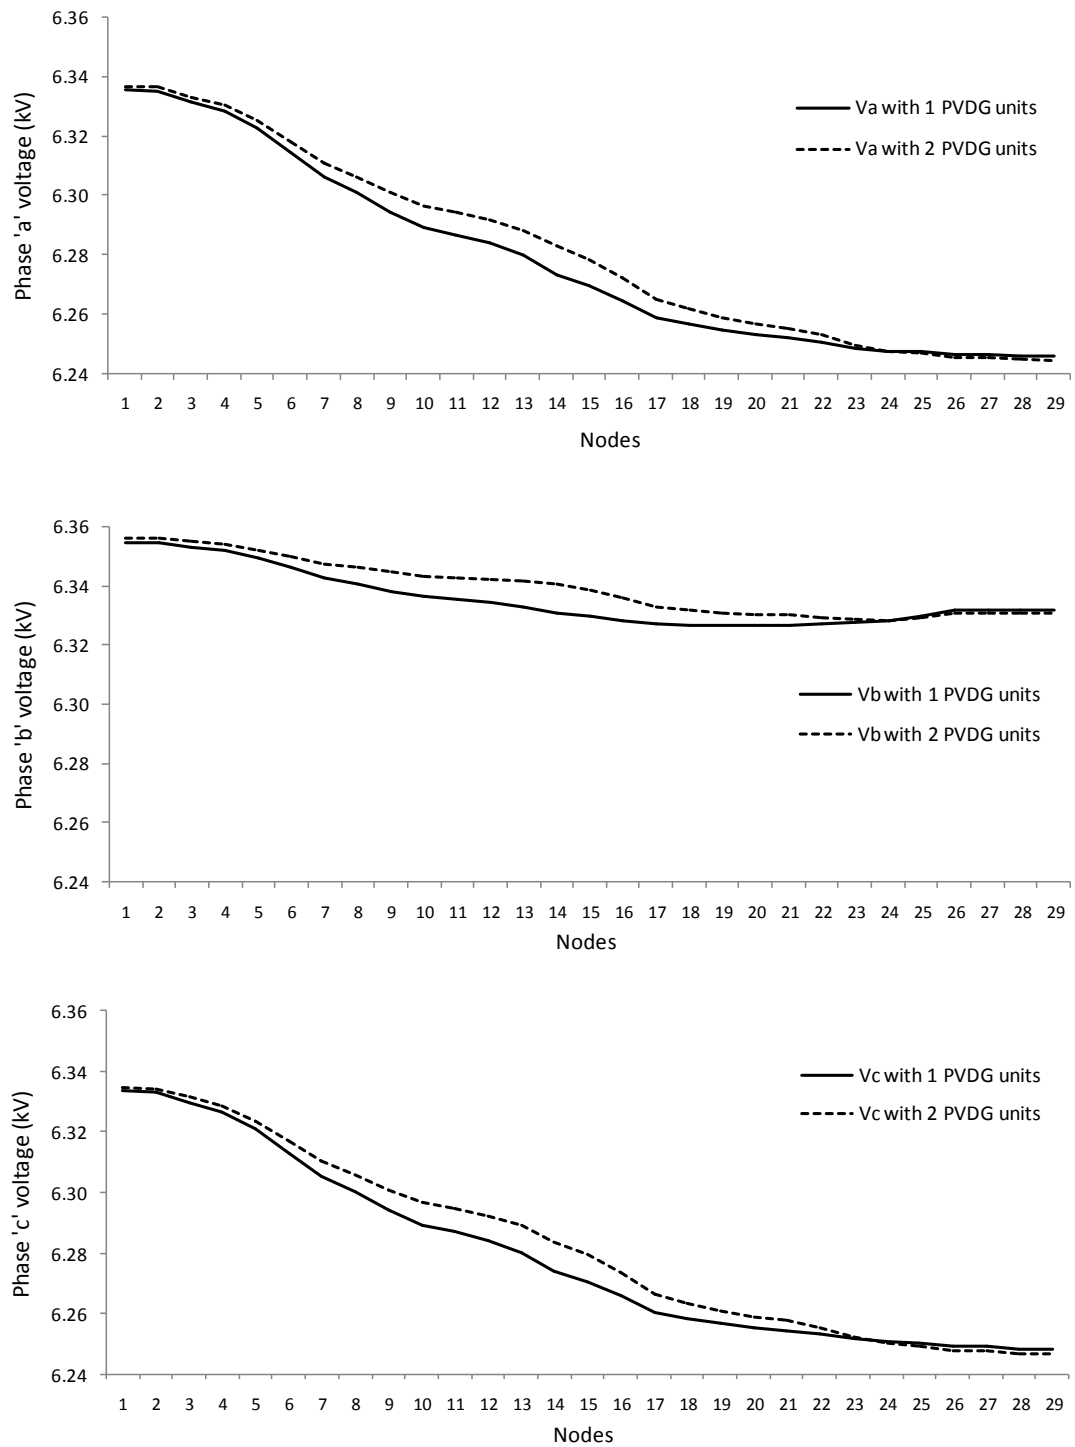 6.36
6.34
6.32
6.30
6.28
6.26
6.24
Phase 'a' voltage (kV)
Va with 1 PVDG units
Va with 2 PVDG units
1 2 3 4 5 6 7 8 9 10 11 12 13 14 15 16 17 18 19 20 21 22 23 24 25 26 27 28 29
Nodes
6.36
6.34
6.32
6.30
6.28
6.26
6.24
Phase 'b' voltage (kV)
Vb with 1 PVDG units
Vb with 2 PVDG units
1 2 3 4 5 6 7 8 9 10 11 12 13 14 15 16 17 18 19 20 21 22 23 24 25 26 27 28 29
Nodes
6.36
6.34
6.32
6.30
6.28
6.26
6.24
Phase 'c' voltage (kV)
Vc with 1 PVDG units
Vc with 2 PVDG units
1 2 3 4 5 6 7 8 9 10 11 12 13 14 15 16 17 18 19 20 21 22 23 24 25 26 27 28 29
Nodes